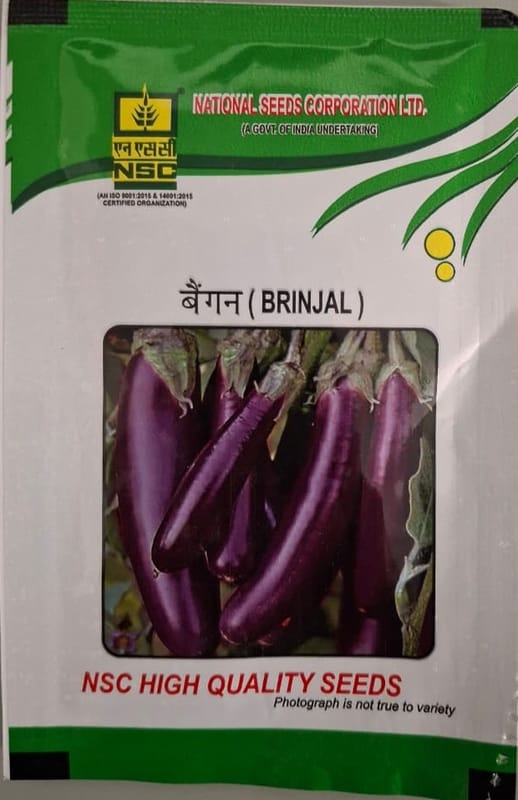 NATIONAL SEEDS CORPORATION LTD.
(A GOVT. OF INDIA UNDERTAKING)
एन एस सी
NSC
(AN ISO 9001:2015 & 14001:2015
CERTIFIED ORGANIZATION)
बैंगन ( BRINJAL )
NSC HIGH QUALITY SEEDS
Photograph is not true to variety